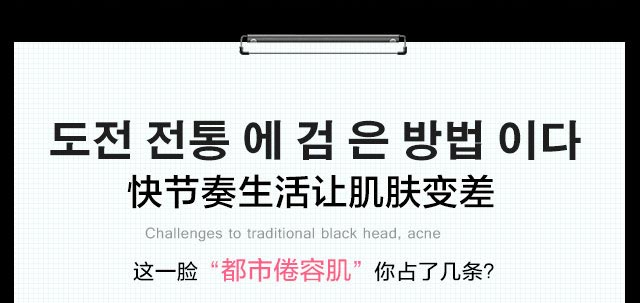 도전 전통 에 검 은 방법 이다
快节奏生活让肌肤变差
Challenges to traditional black head, acne
这一脸“都市倦容肌”你占了几条?